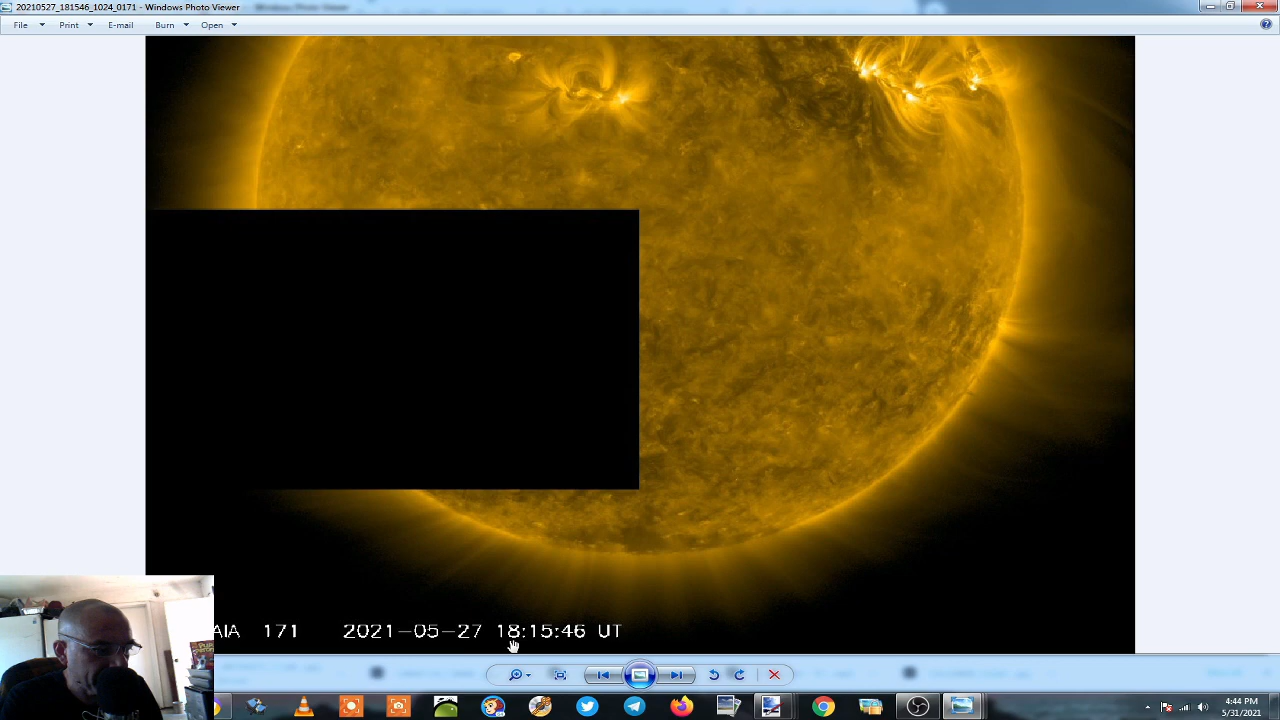 20210527_181546_1024_0171 - Windows Photo Viewer
File Print E-mail Burn Open
AIA 171 2021-05-27 18:15:46 UT
4:44 PM
5/31/2021